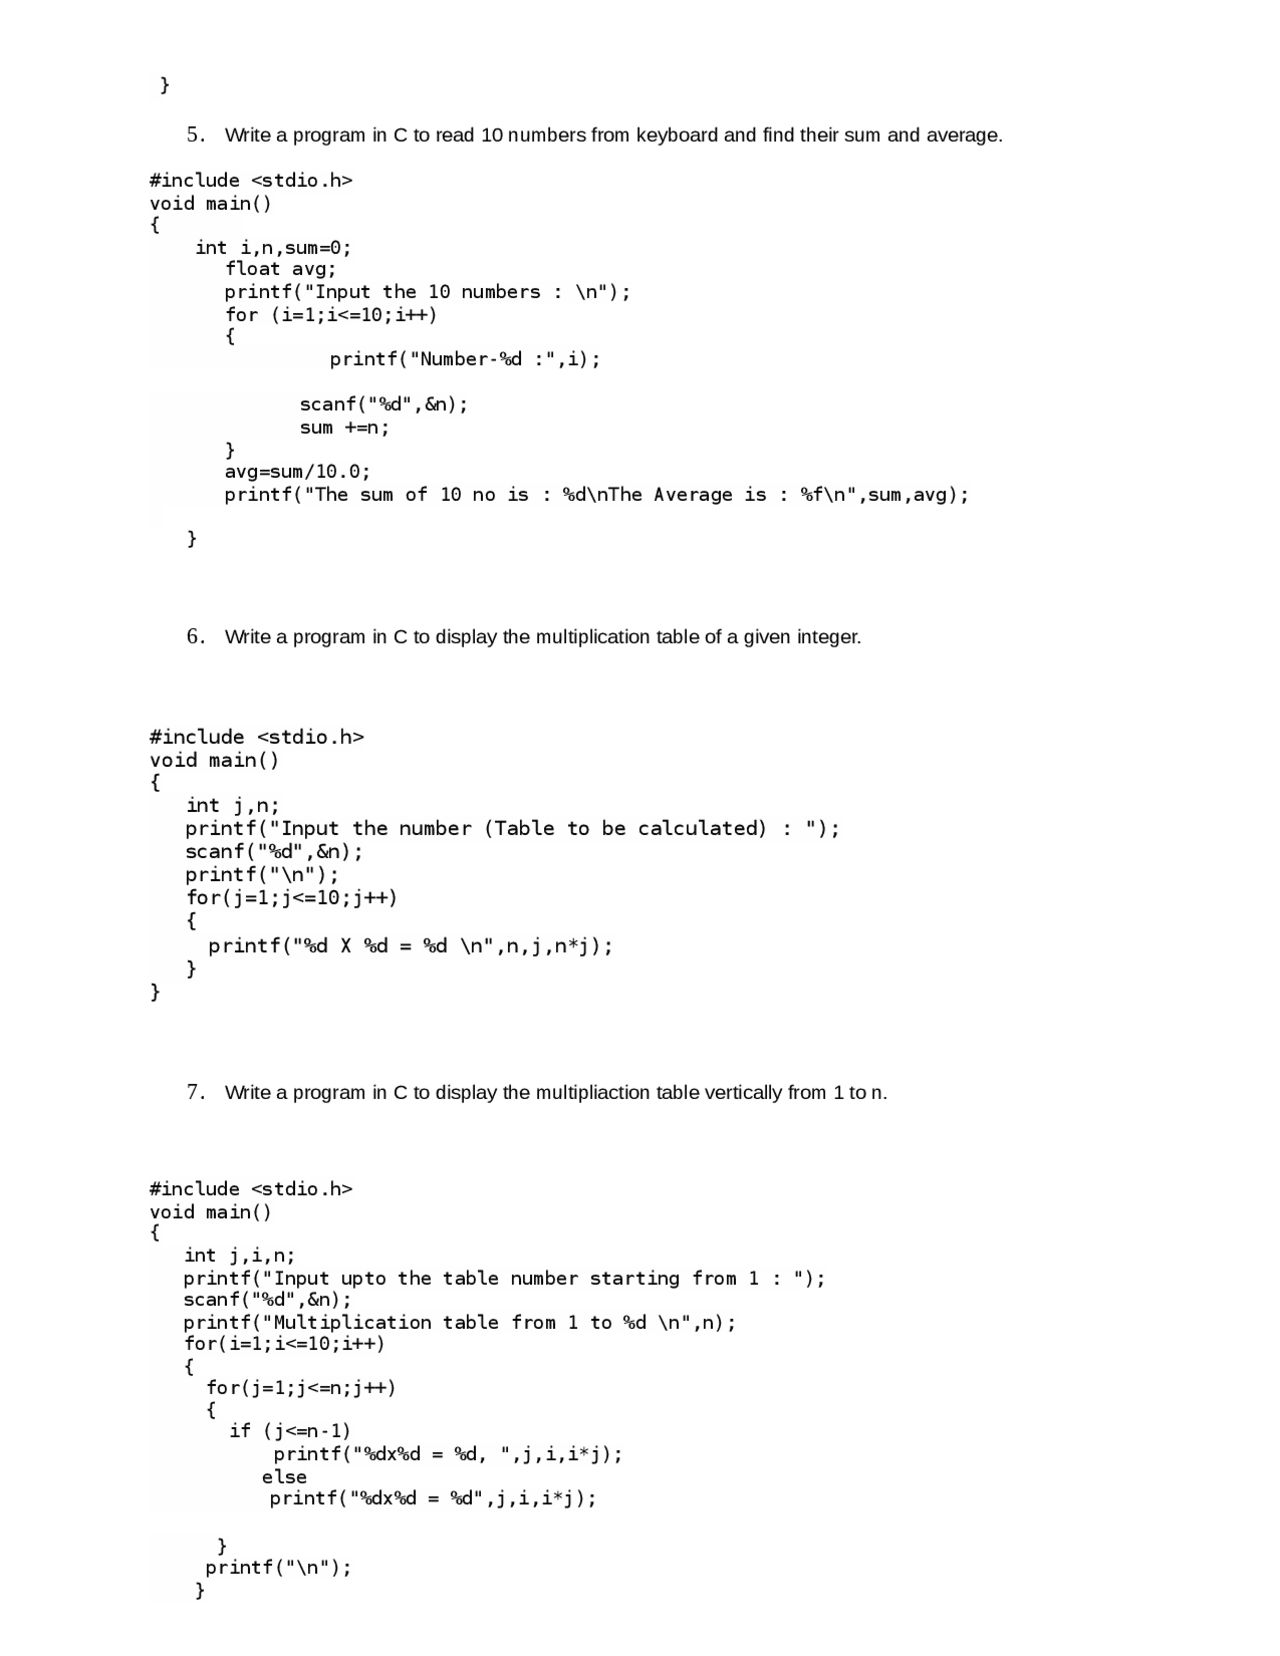 }
5. Write a program in C to read 10 numbers from keyboard and find their sum and average.
#include <stdio.h>
void main()
{
int i,n,sum=0;
float avg;
printf("Input the 10 numbers : \n");
for (i=1;i<=10;i++)
{
printf("Number-%d :",i);
scanf("%d",&n);
sum +=n;
}
avg=sum/10.0;
printf("The sum of 10 no is : %d\nThe Average is : %f\n",sum,avg);
}
6. Write a program in C to display the multiplication table of a given integer.
#include <stdio.h>
void main()
{
int j,n;
printf("Input the number (Table to be calculated) : ");
scanf("%d",&n);
printf("\n");
for(j=1;j<=10;j++)
{
printf("%d X %d = %d \n",n,j,n*j);
}
}
7. Write a program in C to display the multipliaction table vertically from 1 to n.
#include <stdio.h>
void main()
{
int j,i,n;
printf("Input upto the table number starting from 1 : ");
scanf("%d",&n);
printf("Multiplication table from 1 to %d \n",n);
for(i=1;i<=10;i++)
{
for(j=1;j<=n;j++)
{
if (j<=n-1)
printf("%dx%d = %d, ",j,i,i*j);
else
printf("%dx%d = %d",j,i,i*j);
}
printf("\n");
}